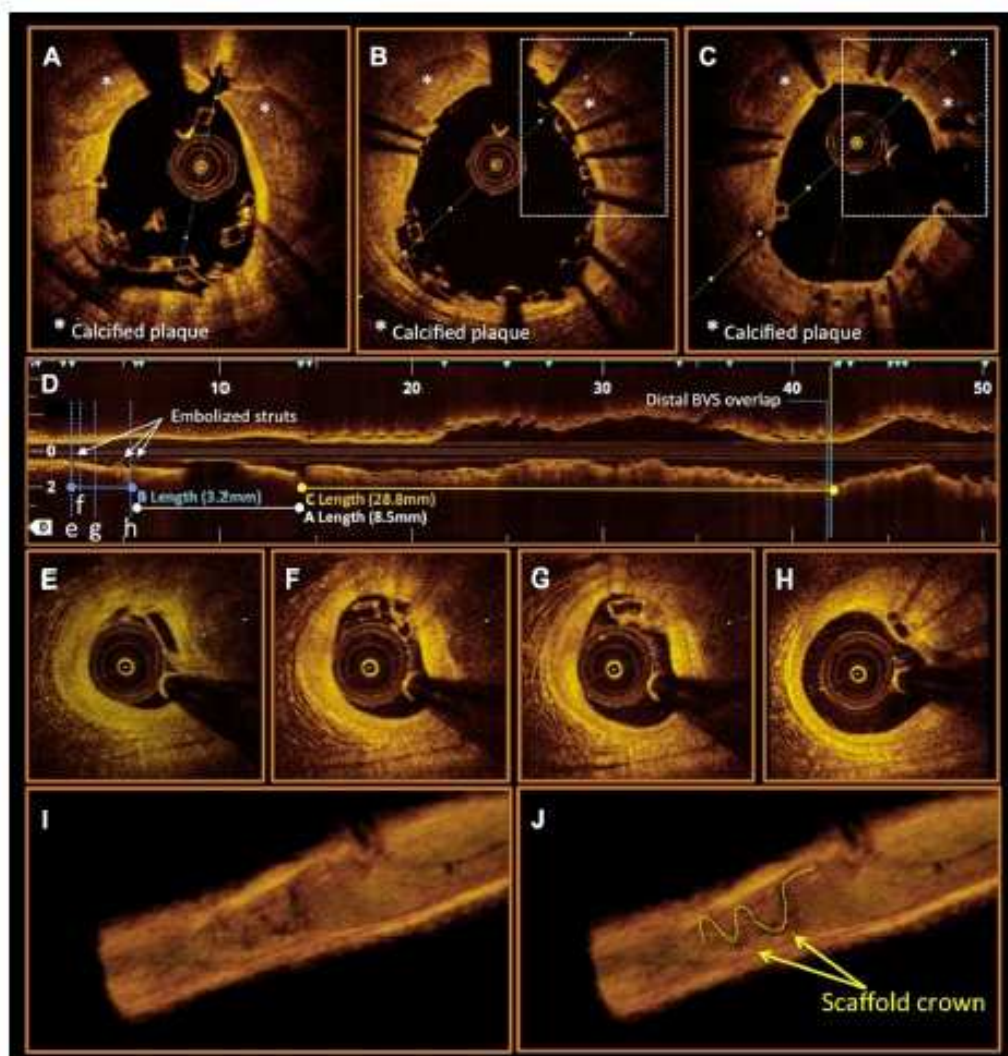 A
B
C
*
*
*
*
*
*
* Calcified plaque
* Calcified plaque
* Calcified plaque
D
10
20
30
40
50
Embolized struts
Distal BVS overlap
0
2
B Length (3.2mm)
C Length (28.8mm)
A Length (8.5mm)
e
f
g
h
E
F
G
H
I
J
Scaffold crown